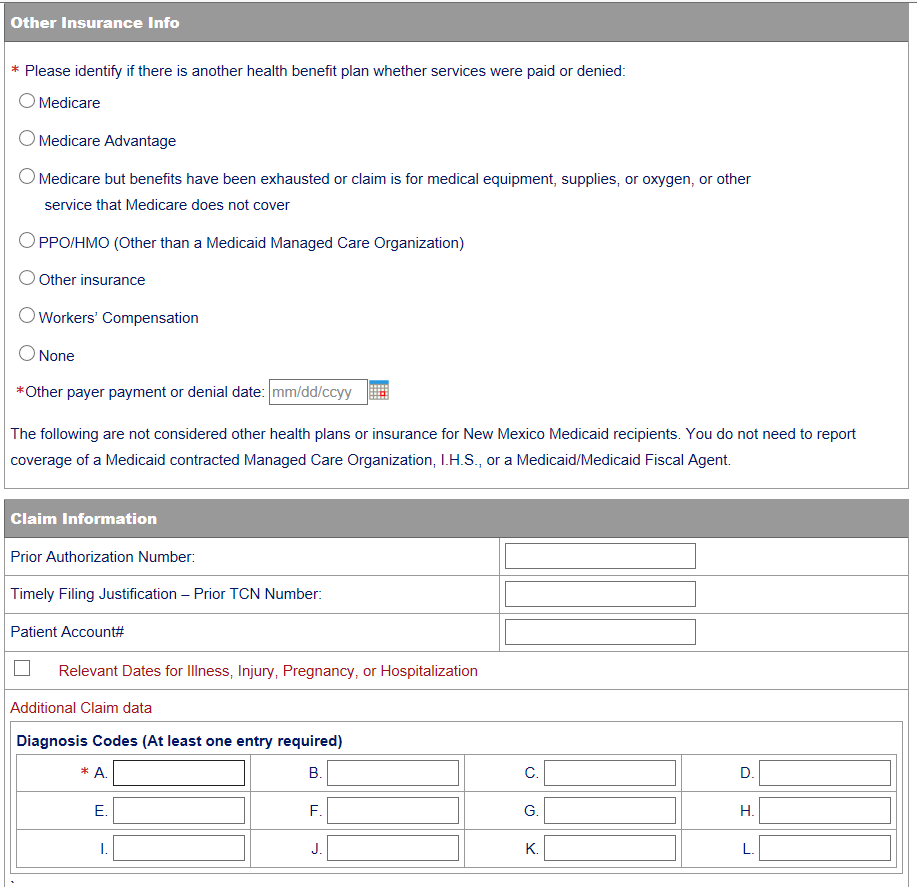 Other Insurance Info
* Please identify if there is another health benefit plan whether services were paid or denied:
Medicare
Medicare Advantage
Medicare but benefits have been exhausted or claim is for medical equipment, supplies, or oxygen, or other
service that Medicare does not cover
PPO/HMO (Other than a Medicaid Managed Care Organization)
Other insurance
Workers' Compensation
None
*Other payer payment or denial date: mm/dd/ccyy
The following are not considered other health plans or insurance for New Mexico Medicaid recipients. You do not need to report
coverage of a Medicaid contracted Managed Care Organization, I.H.S., or a Medicaid/Medicaid Fiscal Agent.
Claim Information
Prior Authorization Number:
Timely Filing Justification – Prior TCN Number:
Patient Account#
Relevant Dates for Illness, Injury, Pregnancy, or Hospitalization
Additional Claim data
Diagnosis Codes (At least one entry required)
* A. B. C. D.
E. F. G. H.
I. J. K. L.